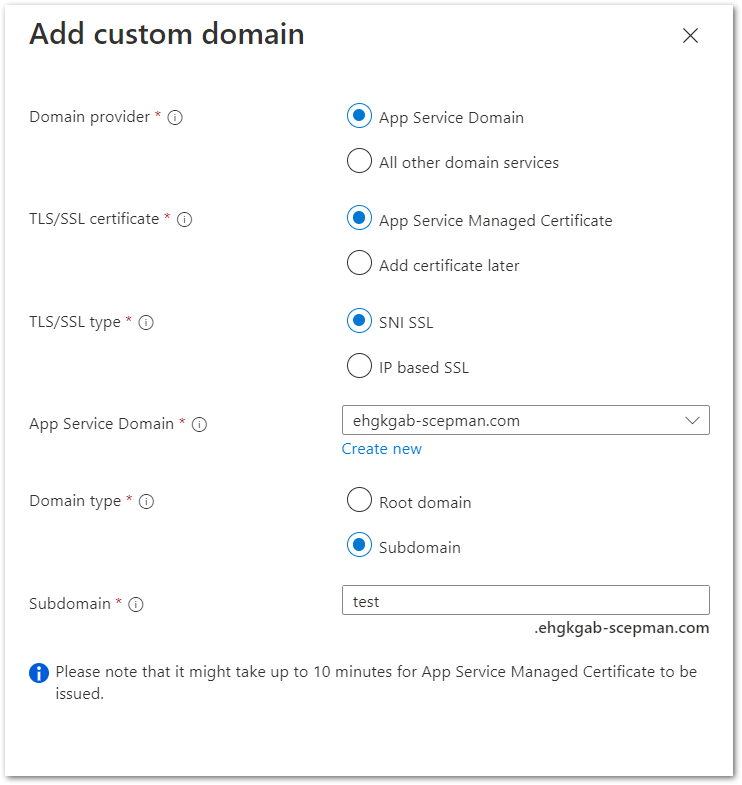 Add custom domain
Domain provider *
App Service Domain
All other domain services
TLS/SSL certificate *
App Service Managed Certificate
Add certificate later
TLS/SSL type *
SNI SSL
IP based SSL
App Service Domain *
ehgkgab-scepman.com
Create new
Domain type *
Root domain
Subdomain
Subdomain *
test
.ehgkgab-scepman.com
Please note that it might take up to 10 minutes for App Service Managed Certificate to be
issued.